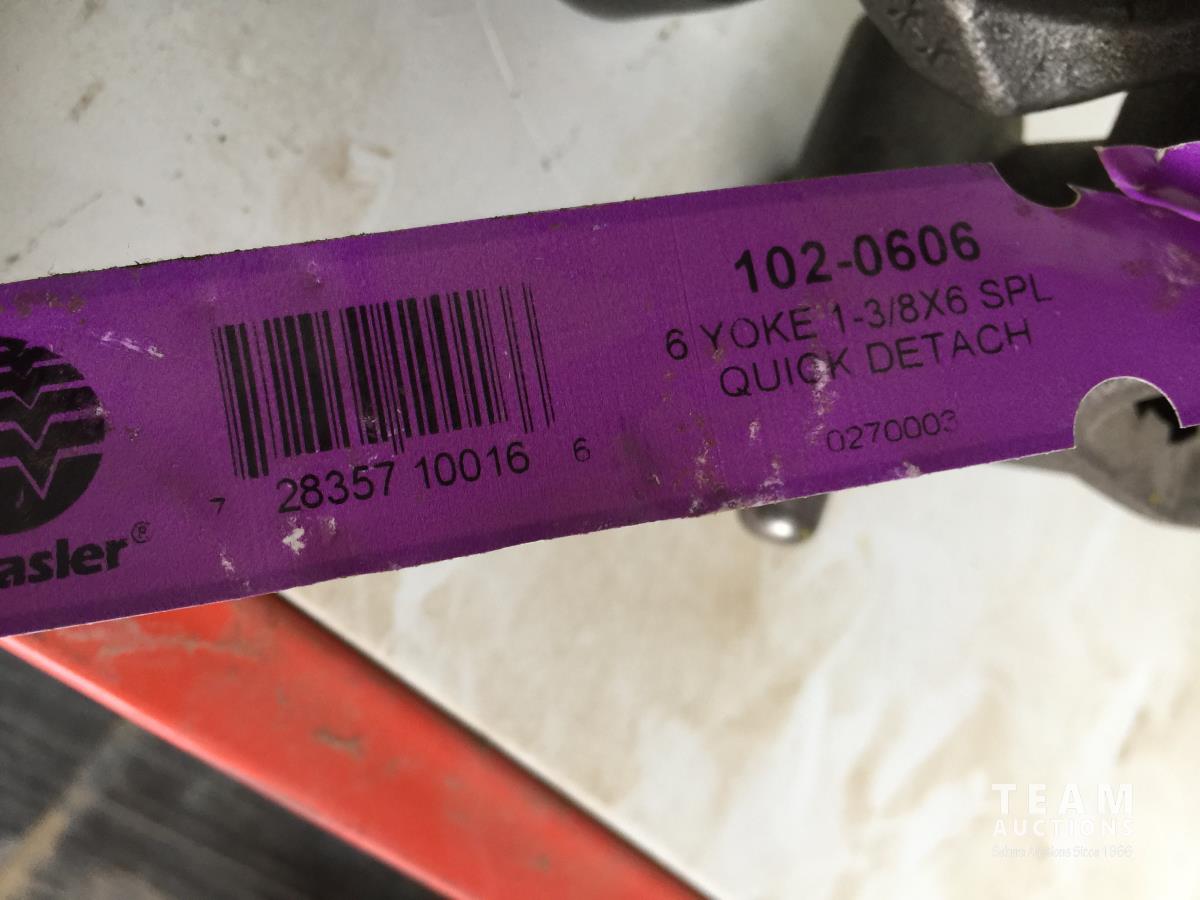 102-0606
6 YOKE 1-3/8X6 SPL
QUICK DETACH
0270003
7 28357 10016 6
asler®
TEAM
AUCTIONS